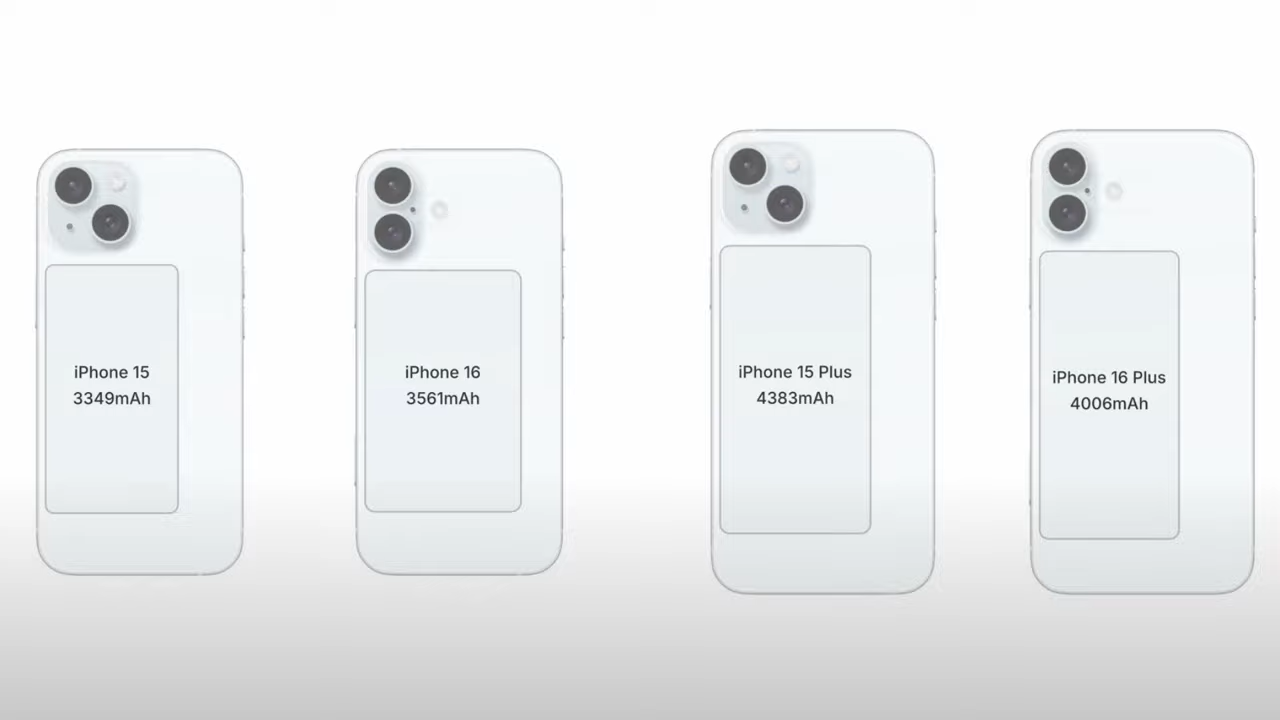 iPhone 15
3349mAh
iPhone 16
3561mAh
iPhone 15 Plus
4383mAh
iPhone 16 Plus
4006mAh